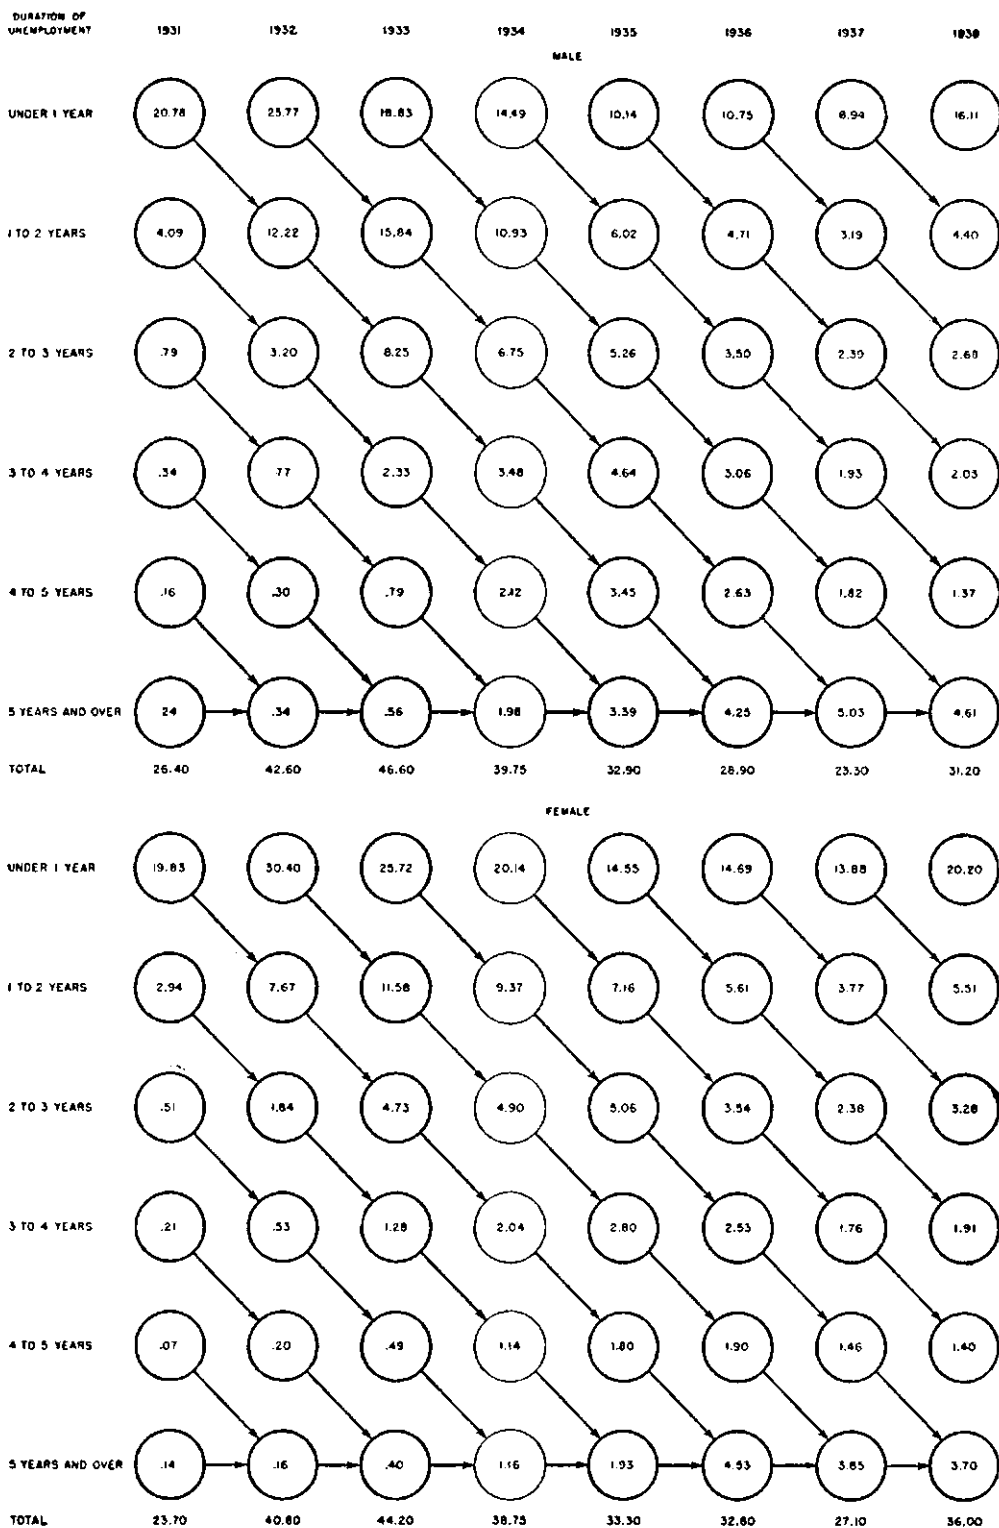 DURATION OF
UNEMPLOYMENT 1931 1932 1933 1934 1935 1936 1937 1938
MALE
UNDER 1 YEAR 20.78 25.77 18.83 14.49 10.14 10.75 8.94 16.11
1 TO 2 YEARS 4.09 12.22 15.84 10.93 6.02 4.71 3.19 4.40
2 TO 3 YEARS .79 3.20 8.25 6.75 5.26 3.50 2.39 2.68
3 TO 4 YEARS .34 .77 2.33 3.48 4.64 3.06 1.93 2.03
4 TO 5 YEARS .16 .30 .79 2.12 3.45 2.63 1.82 1.37
5 YEARS AND OVER .24 .34 .56 1.98 3.39 4.25 5.03 4.61
TOTAL 26.40 42.60 46.60 39.75 32.90 28.90 23.30 31.20
FEMALE
UNDER 1 YEAR 19.83 30.40 25.72 20.14 14.55 14.69 13.88 20.20
1 TO 2 YEARS 2.94 7.67 11.58 9.37 7.16 5.61 3.77 5.51
2 TO 3 YEARS .51 1.84 4.73 4.90 5.06 3.54 2.38 3.28
3 TO 4 YEARS .21 .53 1.28 2.04 2.80 2.53 1.76 1.91
4 TO 5 YEARS .07 .20 .49 1.14 1.80 1.90 1.46 1.40
5 YEARS AND OVER .14 .16 .40 1.16 1.93 4.53 3.85 3.70
TOTAL 23.70 40.80 44.20 38.75 33.30 32.80 27.10 36.00